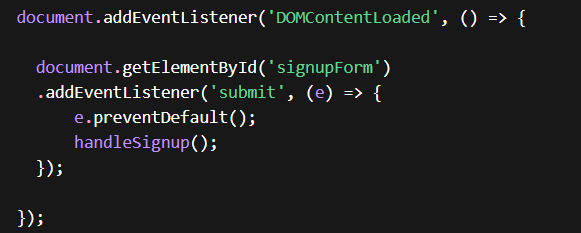 document.addEventListener('DOMContentLoaded', () => {
document.getElementById('signupForm')
.addEventListener('submit', (e) => {
e.preventDefault();
handleSignup();
});
});